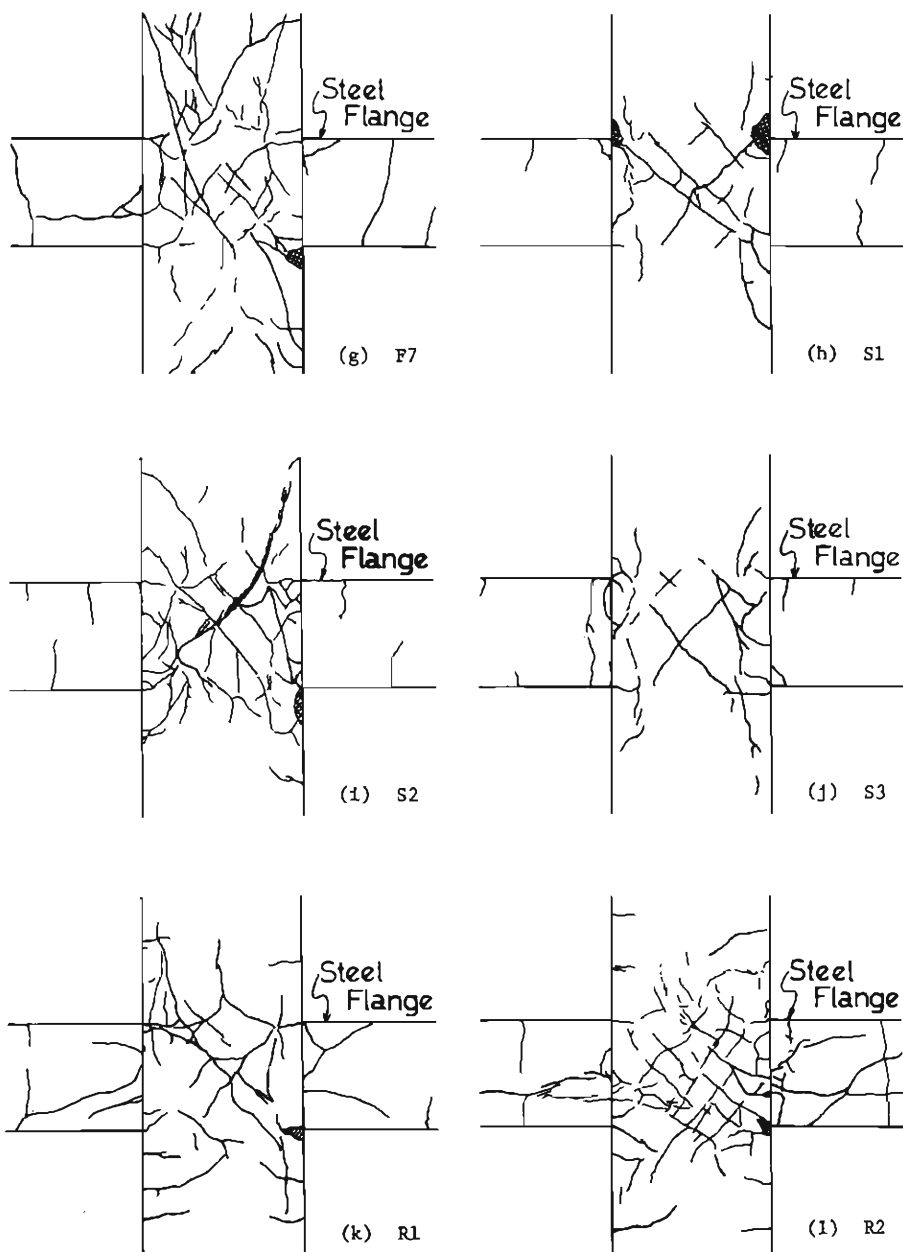 Steel
Flange
(g) F7
Steel
Flange
(h) S1
Steel
Flange
(i) S2
Steel
Flange
(j) S3
Steel
Flange
(k) R1
Steel
Flange
(l) R2